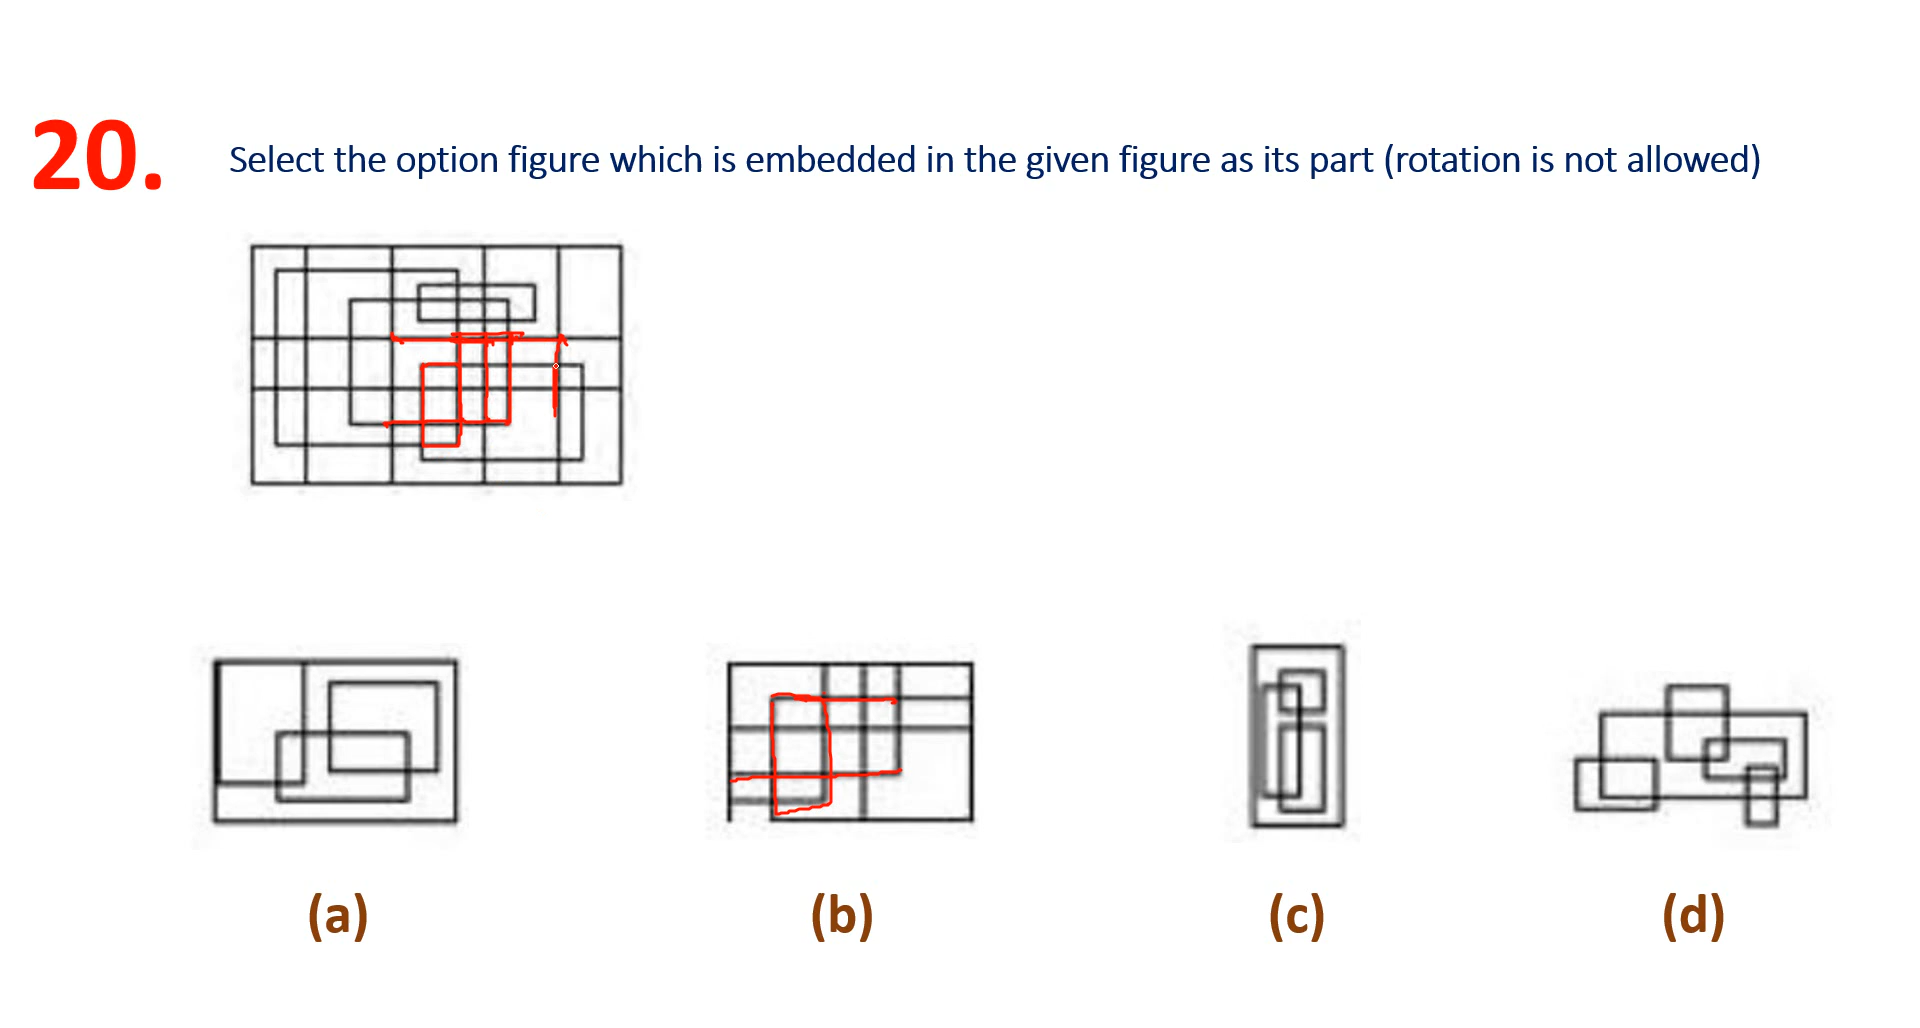 20.
Select the option figure which is embedded in the given figure as its part (rotation is not allowed)
(a)
(b)
(c)
(d)